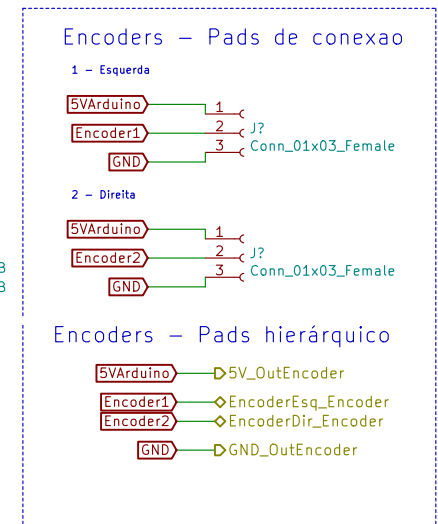 Encoders – Pads de conexao
1 – Esquerda
5VArduino 1
Encoder1 2 J?
GND 3 Conn_01x03_Female
2 – Direita
5VArduino 1
Encoder2 2 J?
GND 3 Conn_01x03_Female
B
B
Encoders – Pads hierárquico
5VArduino 5V_OutEncoder
Encoder1 EncoderEsq_Encoder
Encoder2 EncoderDir_Encoder
GND GND_OutEncoder